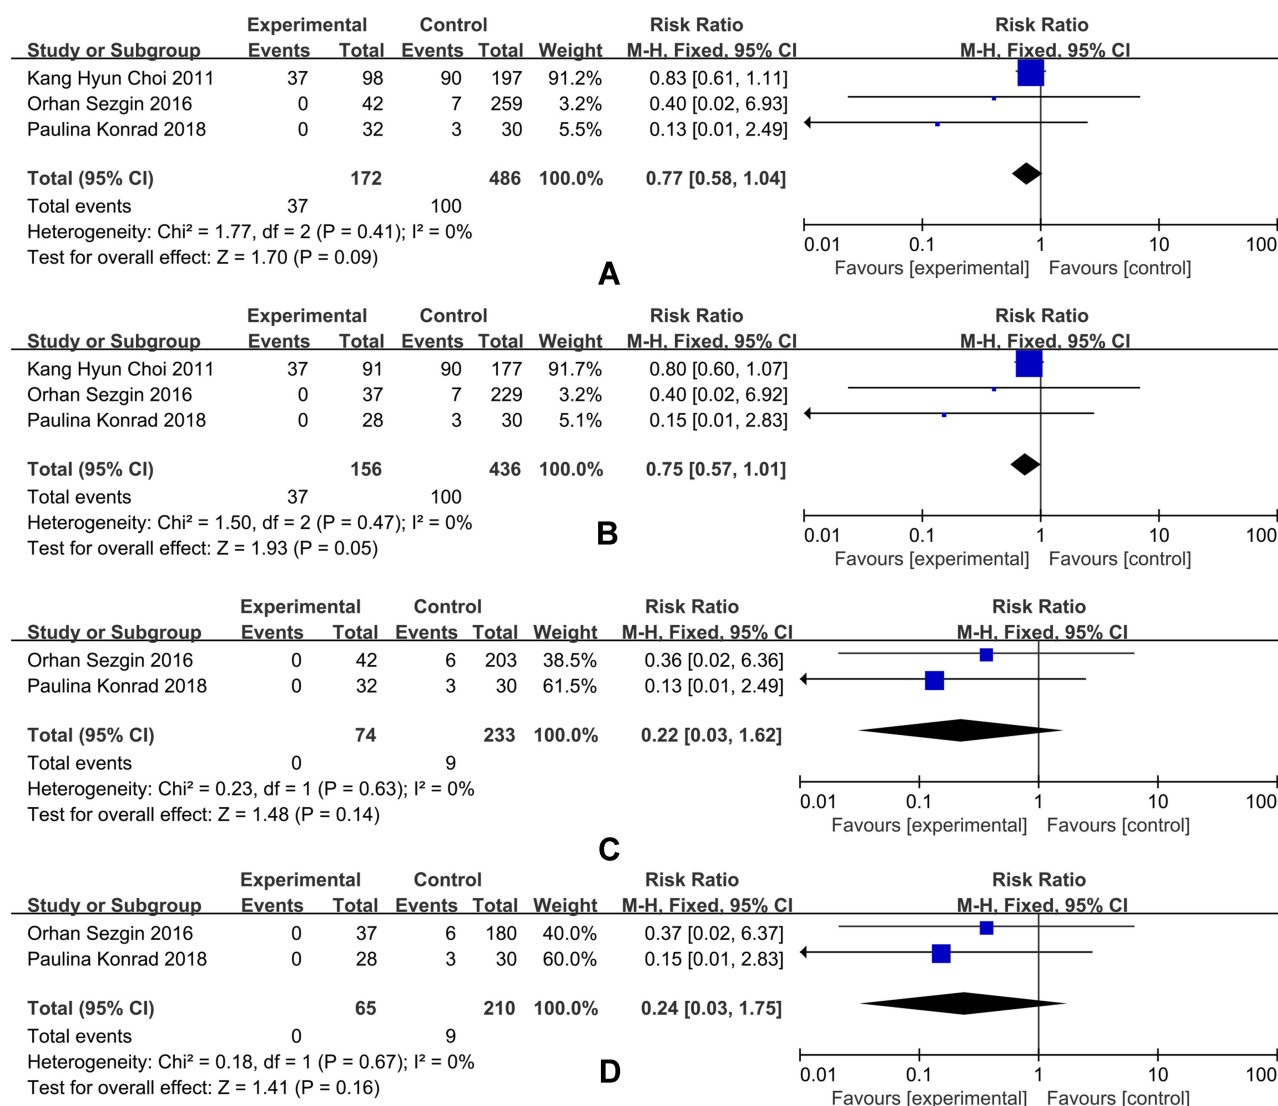 Experimental Control Risk Ratio Risk Ratio
Study or Subgroup Events Total Events Total Weight M-H, Fixed, 95% CI M-H, Fixed, 95% CI
Kang Hyun Choi 2011 37 98 90 197 91.2% 0.83 [0.61, 1.11]
Orhan Sezgin 2016 0 42 7 259 3.2% 0.40 [0.02, 6.93]
Paulina Konrad 2018 0 32 3 30 5.5% 0.13 [0.01, 2.49]
Total (95% CI) 172 486 100.0% 0.77 [0.58, 1.04]
Total events 37 100
Heterogeneity: Chi² = 1.77, df = 2 (P = 0.41); I² = 0%
Test for overall effect: Z = 1.70 (P = 0.09)
0.01 0.1 1 10 100
Favours [experimental] Favours [control]
A
Experimental Control Risk Ratio Risk Ratio
Study or Subgroup Events Total Events Total Weight M-H, Fixed, 95% CI M-H, Fixed, 95% CI
Kang Hyun Choi 2011 37 91 90 177 91.7% 0.80 [0.60, 1.07]
Orhan Sezgin 2016 0 37 7 229 3.2% 0.40 [0.02, 6.92]
Paulina Konrad 2018 0 28 3 30 5.1% 0.15 [0.01, 2.83]
Total (95% CI) 156 436 100.0% 0.75 [0.57, 1.01]
Total events 37 100
Heterogeneity: Chi² = 1.50, df = 2 (P = 0.47); I² = 0%
Test for overall effect: Z = 1.93 (P = 0.05)
0.01 0.1 1 10 100
Favours [experimental] Favours [control]
B
Experimental Control Risk Ratio Risk Ratio
Study or Subgroup Events Total Events Total Weight M-H, Fixed, 95% CI M-H, Fixed, 95% CI
Orhan Sezgin 2016 0 42 6 203 38.5% 0.36 [0.02, 6.36]
Paulina Konrad 2018 0 32 3 30 61.5% 0.13 [0.01, 2.49]
Total (95% CI) 74 233 100.0% 0.22 [0.03, 1.62]
Total events 0 9
Heterogeneity: Chi² = 0.23, df = 1 (P = 0.63); I² = 0%
Test for overall effect: Z = 1.48 (P = 0.14)
0.01 0.1 1 10 100
Favours [experimental] Favours [control]
C
Experimental Control Risk Ratio Risk Ratio
Study or Subgroup Events Total Events Total Weight M-H, Fixed, 95% CI M-H, Fixed, 95% CI
Orhan Sezgin 2016 0 37 6 180 40.0% 0.37 [0.02, 6.37]
Paulina Konrad 2018 0 28 3 30 60.0% 0.15 [0.01, 2.83]
Total (95% CI) 65 210 100.0% 0.24 [0.03, 1.75]
Total events 0 9
Heterogeneity: Chi² = 0.18, df = 1 (P = 0.67); I² = 0%
Test for overall effect: Z = 1.41 (P = 0.16)
D
0.01 0.1 1 10 100
Favours [experimental] Favours [control]